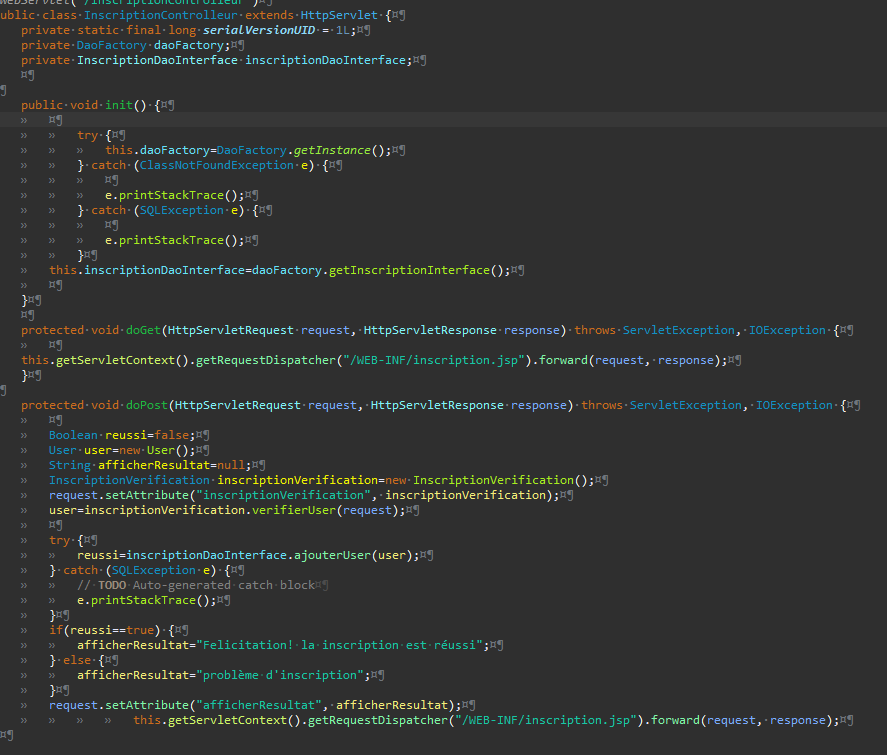 WebServlet("/InscriptionControlleur")¤¶
ublic class InscriptionControlleur extends HttpServlet {¤¶
private static final long serialVersionUID = 1L;¤¶
private DaoFactory daoFactory;¤¶
private InscriptionDaoInterface inscriptionDaoInterface;¤¶
¤¶
¶
public void init() {¤¶
» ¤¶
» » try {¤¶
» » » this.daoFactory=DaoFactory.getInstance();¤¶
» » } catch (ClassNotFoundException e) {¤¶
» » » ¤¶
» » » e.printStackTrace();¤¶
» » } catch (SQLException e) {¤¶
» » » ¤¶
» » » e.printStackTrace();¤¶
» » }¤¶
» this.inscriptionDaoInterface=daoFactory.getInscriptionInterface();¤¶
» ¤¶
}¤¶
¤¶
protected void doGet(HttpServletRequest request, HttpServletResponse response) throws ServletException, IOException {¤¶
» ¤¶
this.getServletContext().getRequestDispatcher("/WEB-INF/inscription.jsp").forward(request, response);¤¶
}¤¶
¶
protected void doPost(HttpServletRequest request, HttpServletResponse response) throws ServletException, IOException {¤¶
» ¤¶
» Boolean reussi=false;¤¶
» User user=new User();¤¶
» String afficherResultat=null;¤¶
» InscriptionVerification inscriptionVerification=new InscriptionVerification();¤¶
» request.setAttribute("inscriptionVerification", inscriptionVerification);¤¶
» user=inscriptionVerification.verifierUser(request);¤¶
» ¤¶
» try {¤¶
» » reussi=inscriptionDaoInterface.ajouterUser(user);¤¶
» } catch (SQLException e) {¤¶
» » // TODO Auto-generated catch block¤¶
» » e.printStackTrace();¤¶
» }¤¶
» if(reussi==true) {¤¶
» » afficherResultat="Felicitation! la inscription est réussi";¤¶
» } else {¤¶
» » afficherResultat="problème d'inscription";¤¶
» }¤¶
» request.setAttribute("afficherResultat", afficherResultat);¤¶
» » » » this.getServletContext().getRequestDispatcher("/WEB-INF/inscription.jsp").forward(request, response);¤¶
¤¶